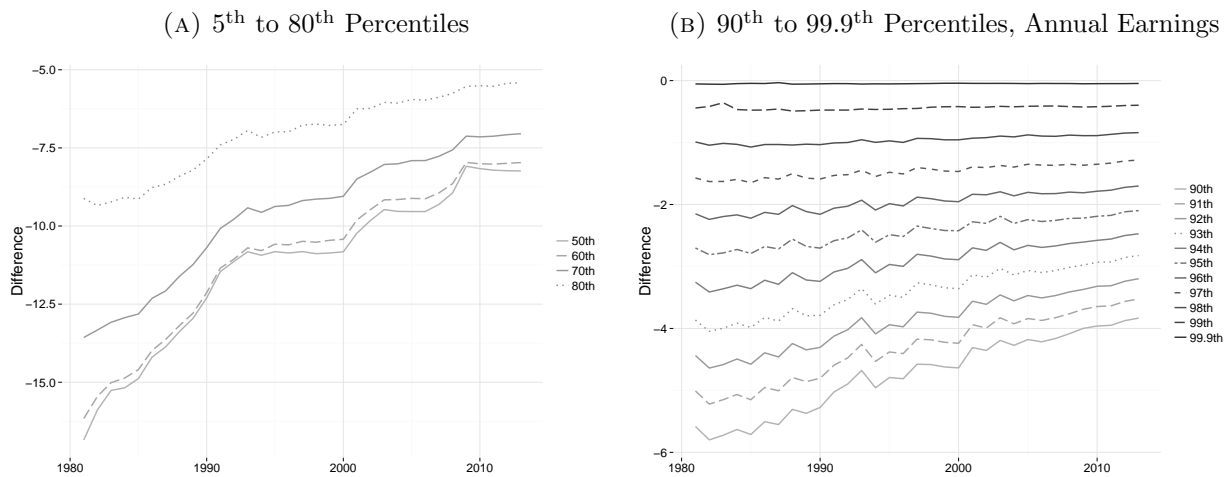 (A) 5th to 80th Percentiles
−5.0
−7.5
−10.0
−12.5
−15.0
Difference
1980
1990
2000
2010
50th
60th
70th
80th
(B) 90th to 99.9th Percentiles, Annual Earnings
0
−2
−4
−6
Difference
1980
1990
2000
2010
90th
91th
92th
93th
94th
95th
96th
97th
98th
99th
99.9th